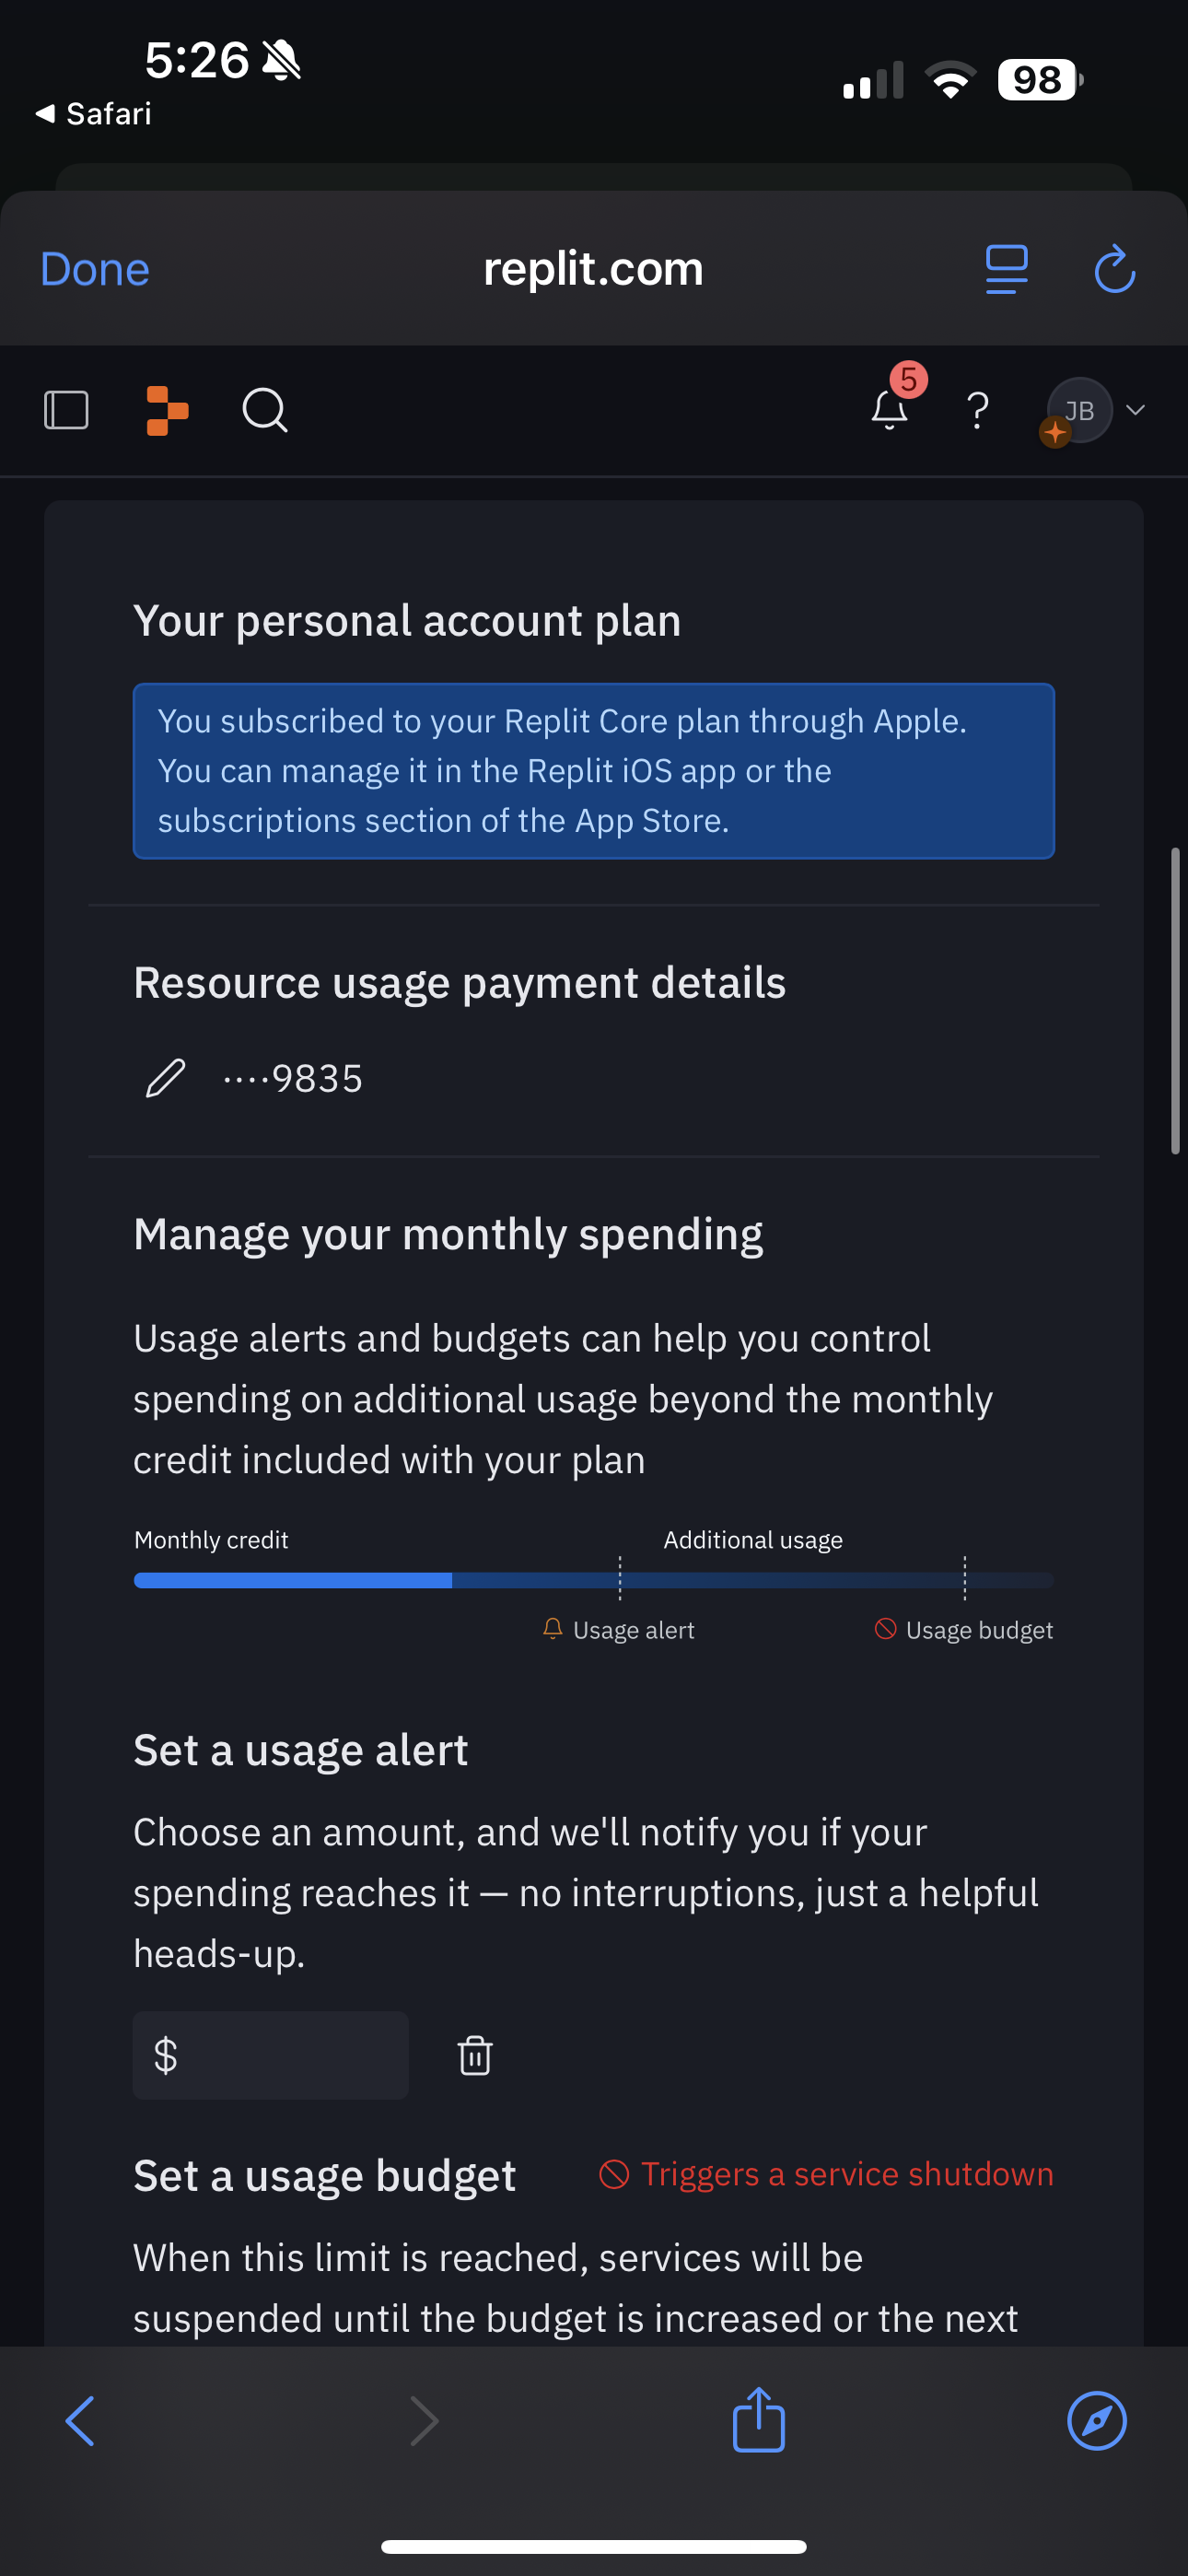 5:26
Safari
98
Done
replit.com
5
?
JB
Your personal account plan
You subscribed to your Replit Core plan through Apple.
You can manage it in the Replit iOS app or the
subscriptions section of the App Store.
Resource usage payment details
····9835
Manage your monthly spending
Usage alerts and budgets can help you control
spending on additional usage beyond the monthly
credit included with your plan
Monthly credit Additional usage
Usage alert Usage budget
Set a usage alert
Choose an amount, and we'll notify you if your
spending reaches it — no interruptions, just a helpful
heads-up.
$
Set a usage budget Triggers a service shutdown
When this limit is reached, services will be
suspended until the budget is increased or the next